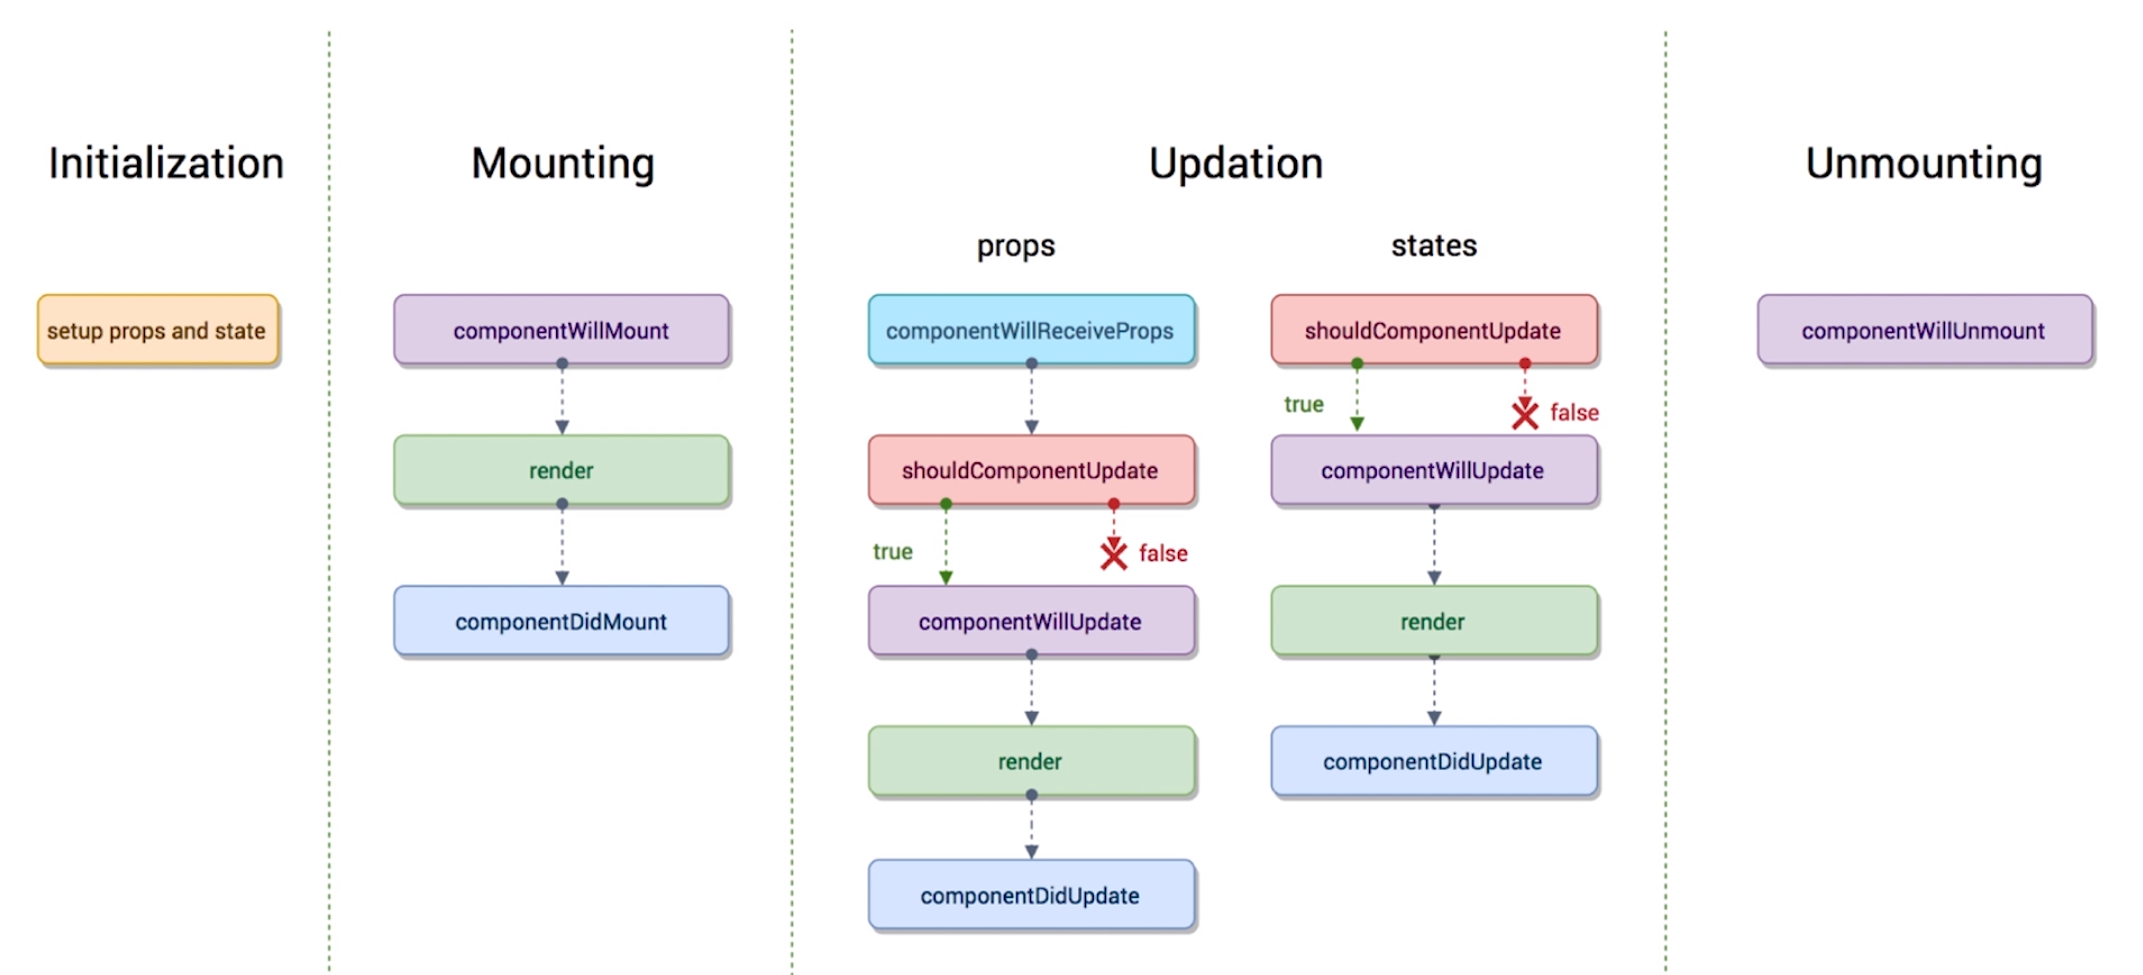 Initialization
setup props and state
Mounting
componentWillMount
render
componentDidMount
Updation
props
componentWillReceiveProps
shouldComponentUpdate
true
false
componentWillUpdate
render
componentDidUpdate
states
shouldComponentUpdate
true
false
componentWillUpdate
render
componentDidUpdate
Unmounting
componentWillUnmount